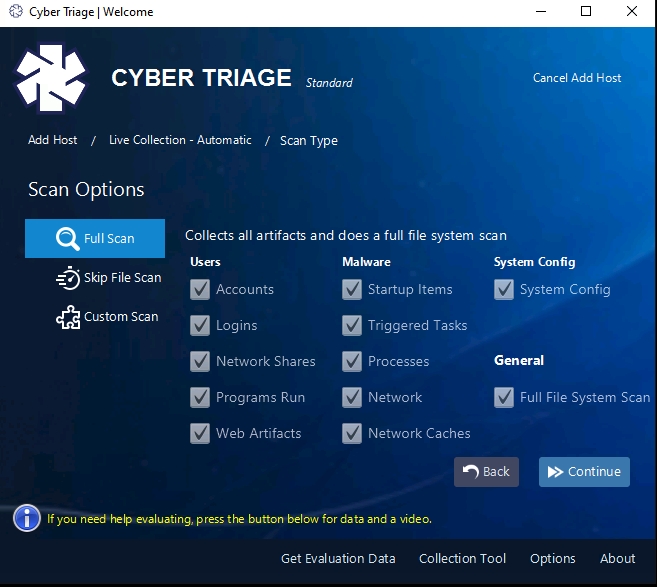 Cyber Triage | Welcome
CYBER TRIAGE Standard
Cancel Add Host
Add Host / Live Collection - Automatic / Scan Type
Scan Options
Full Scan
Skip File Scan
Custom Scan
Collects all artifacts and does a full file system scan
Users
Accounts
Logins
Network Shares
Programs Run
Web Artifacts
Malware
Startup Items
Triggered Tasks
Processes
Network
Network Caches
System Config
System Config
General
Full File System Scan
Back
Continue
If you need help evaluating, press the button below for data and a video.
Get Evaluation Data
Collection Tool
Options
About